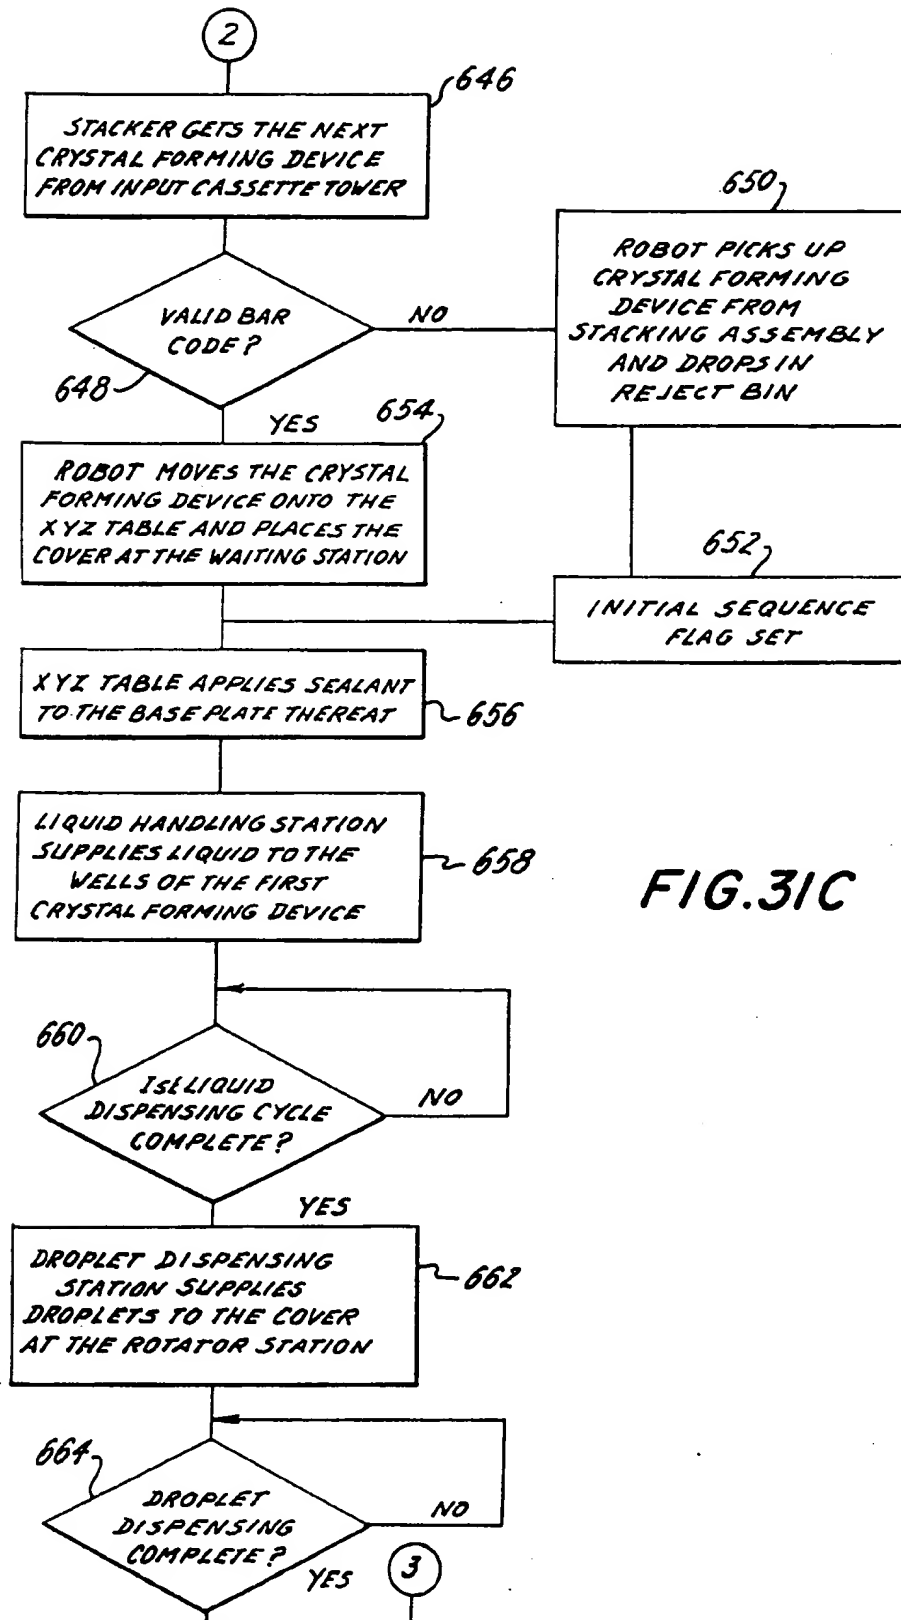 2
646
STACKER GETS THE NEXT
CRYSTAL FORMING DEVICE
FROM INPUT CASSETTE TOWER
650
ROBOT PICKS UP
CRYSTAL FORMING
DEVICE FROM
STACKING ASSEMBLY
AND DROPS IN
REJECT BIN
VALID BAR
CODE?
NO
648
YES
654
ROBOT MOVES THE CRYSTAL
FORMING DEVICE ONTO THE
XYZ TABLE AND PLACES THE
COVER AT THE WAITING STATION
652
INITIAL SEQUENCE
FLAG SET
XYZ TABLE APPLIES SEALANT
TO THE BASE PLATE THEREAT
656
LIQUID HANDLING STATION
SUPPLIES LIQUID TO THE
WELLS OF THE FIRST
CRYSTAL FORMING DEVICE
658
FIG.31C
660
1st LIQUID
DISPENSING CYCLE
COMPLETE?
NO
YES
DROPLET DISPENSING
STATION SUPPLIES
DROPLETS TO THE COVER
AT THE ROTATOR STATION
662
664
DROPLET
DISPENSING
COMPLETE?
NO
YES
3